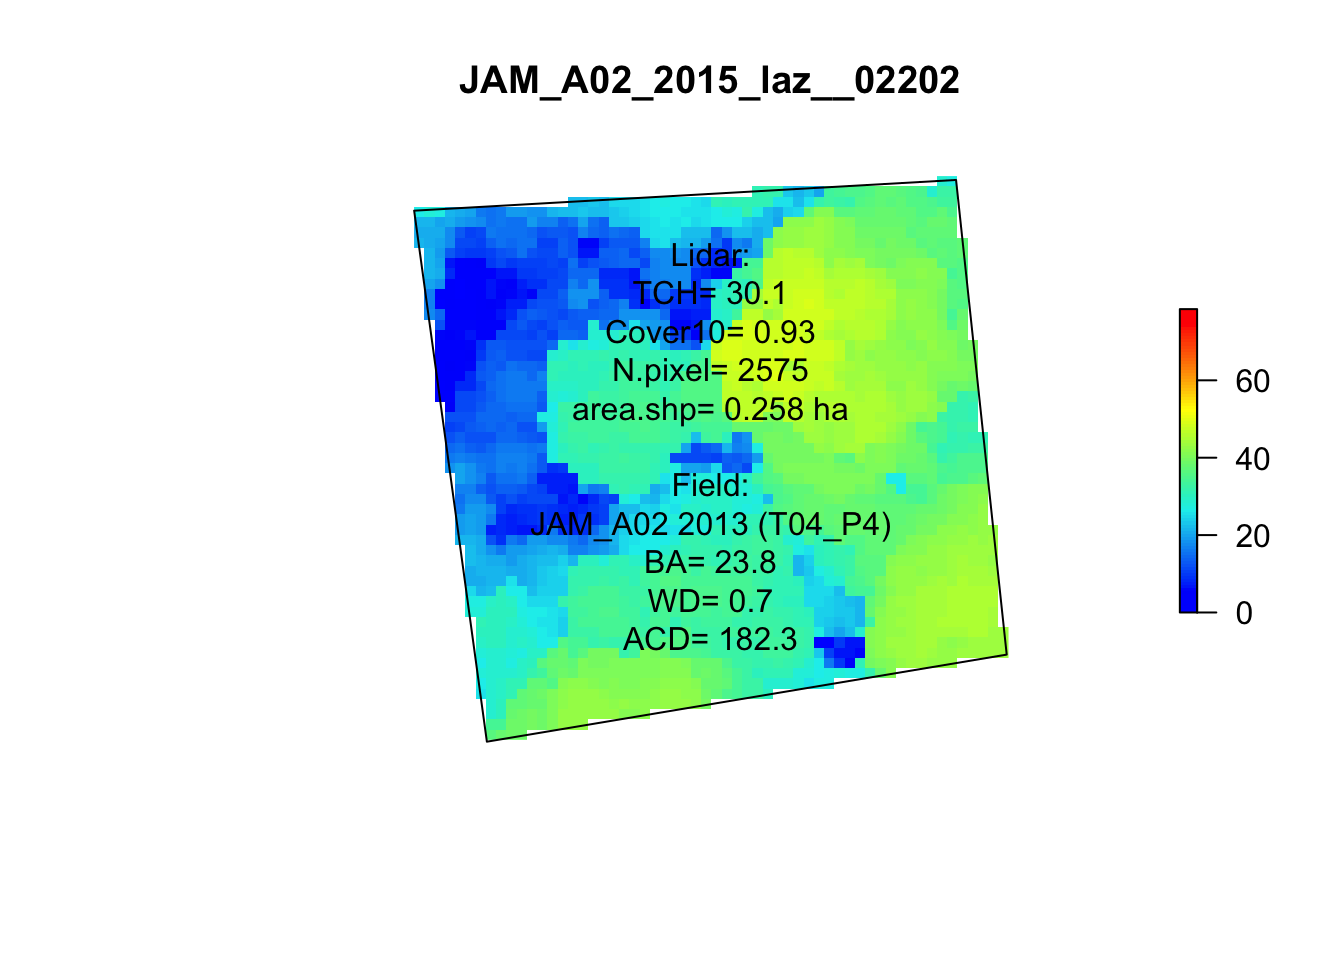 JAM_A02_2015_laz__02202
Lidar:
TCH= 30.1
Cover10= 0.93
N.pixel= 2575
area.shp= 0.258 ha
Field:
JAM_A02 2013 (T04_P4)
BA= 23.8
WD= 0.7
ACD= 182.3
60
40
20
0